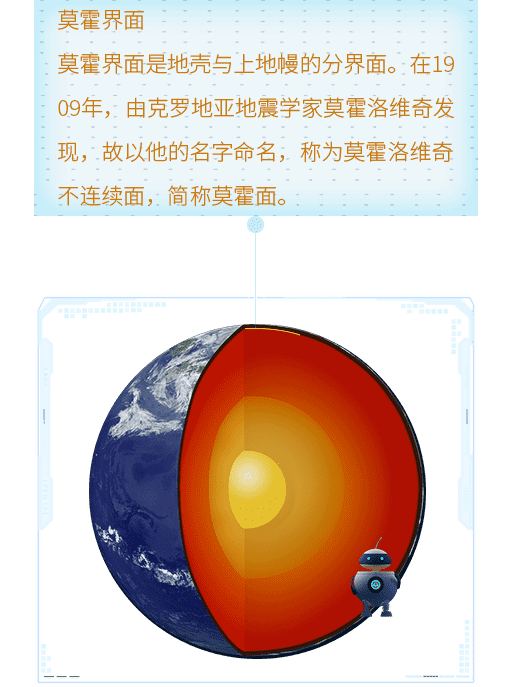 莫霍界面
莫霍界面是地壳与上地幔的分界面。在19
09年，由克罗地亚地震学家莫霍洛维奇发
现，故以他的名字命名，称为莫霍洛维奇
不连续面，简称莫霍面。